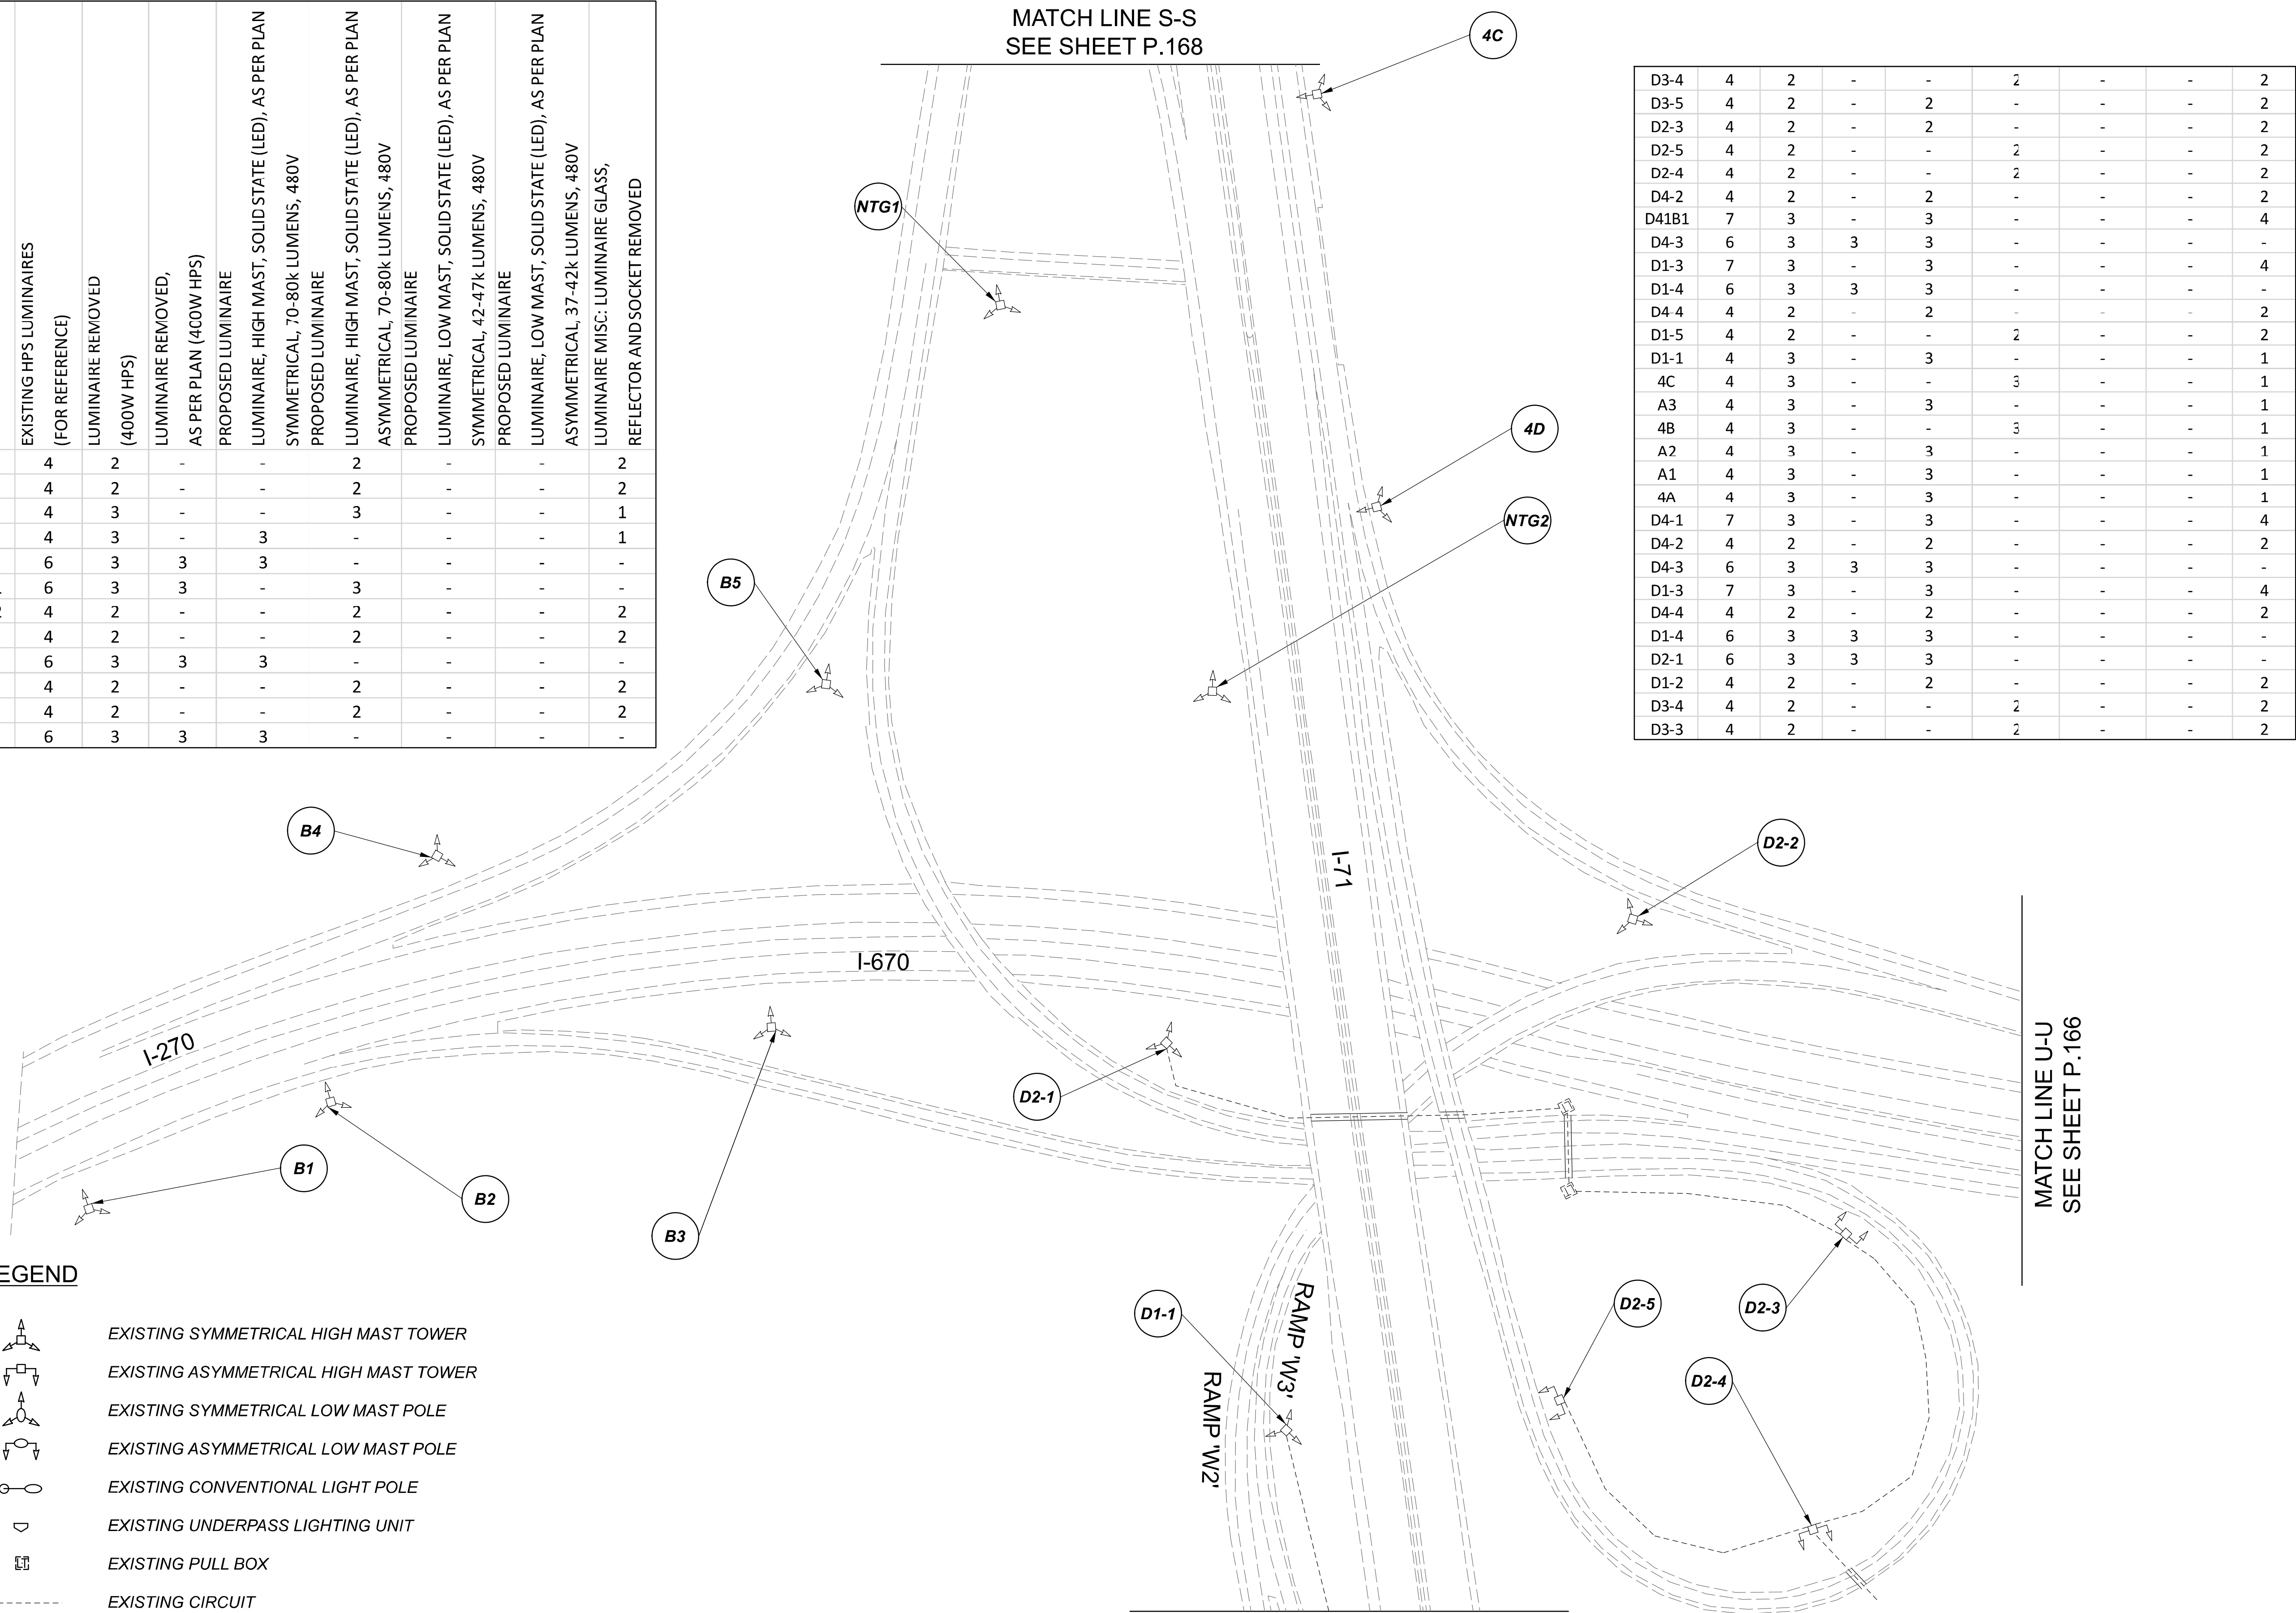 EXISTING HPS LUMINAIRES
(FOR REFERENCE)
LUMINAIRE REMOVED
(400W HPS)
LUMINAIRE REMOVED,
AS PER PLAN (400W HPS)
PROPOSED LUMINAIRE
LUMINAIRE, HIGH MAST, SOLID STATE (LED), AS PER PLAN
SYMMETRICAL, 70-80k LUMENS, 480V
PROPOSED LUMINAIRE
LUMINAIRE, HIGH MAST, SOLID STATE (LED), AS PER PLAN
ASYMMETRICAL, 70-80k LUMENS, 480V
PROPOSED LUMINAIRE
LUMINAIRE, LOW MAST, SOLID STATE (LED), AS PER PLAN
SYMMETRICAL, 42-47k LUMENS, 480V
PROPOSED LUMINAIRE
LUMINAIRE, LOW MAST, SOLID STATE (LED), AS PER PLAN
ASYMMETRICAL, 37-42k LUMENS, 480V
LUMINAIRE MISC: LUMINAIRE GLASS,
REFLECTOR AND SOCKET REMOVED
4 2 - - 2 - - 2
4 2 - - 2 - - 2
4 3 - - 3 - - 1
4 3 - 3 - - - 1
6 3 3 3 - - - -
6 3 3 - 3 - - -
4 2 - - 2 - - 2
4 2 - - 2 - - 2
6 3 3 3 - - - -
4 2 - - 2 - - 2
4 2 - - 2 - - 2
6 3 3 3 - - - -
MATCH LINE S-S
SEE SHEET P.168
4C
D3-4 4 2 - - 2 - - 2
D3-5 4 2 - 2 - - - 2
D2-3 4 2 - 2 - - - 2
D2-5 4 2 - - 2 - - 2
D2-4 4 2 - - 2 - - 2
D4-2 4 2 - 2 - - - 2
D41B1 7 3 - 3 - - - 4
D4-3 6 3 3 3 - - - -
D1-3 7 3 - 3 - - - 4
D1-4 6 3 3 3 - - - -
D4-4 4 2 - 2 - - - 2
D1-5 4 2 - - 2 - - 2
D1-1 4 3 - 3 - - - 1
4C 4 3 - - 3 - - 1
A3 4 3 - 3 - - - 1
4B 4 3 - - 3 - - 1
A2 4 3 - 3 - - - 1
A1 4 3 - 3 - - - 1
4A 4 3 - 3 - - - 1
D4-1 7 3 - 3 - - - 4
D4-2 4 2 - 2 - - - 2
D4-3 6 3 3 3 - - - -
D1-3 7 3 - 3 - - - 4
D4-4 4 2 - 2 - - - 2
D1-4 6 3 3 3 - - - -
D2-1 6 3 3 3 - - - -
D1-2 4 2 - 2 - - - 2
D3-4 4 2 - - 2 - - 2
D3-3 4 2 - - 2 - - 2
NTG1
4D
NTG2
B5
B4
D2-2
I-71
I-670
I-270
D2-1
MATCH LINE U-U
SEE SHEET P.166
B1
B2
B3
D1-1
RAMP 'W3'
RAMP 'W2'
D2-5
D2-3
D2-4
EGEND
EXISTING SYMMETRICAL HIGH MAST TOWER
EXISTING ASYMMETRICAL HIGH MAST TOWER
EXISTING SYMMETRICAL LOW MAST POLE
EXISTING ASYMMETRICAL LOW MAST POLE
EXISTING CONVENTIONAL LIGHT POLE
EXISTING UNDERPASS LIGHTING UNIT
EXISTING PULL BOX
EXISTING CIRCUIT